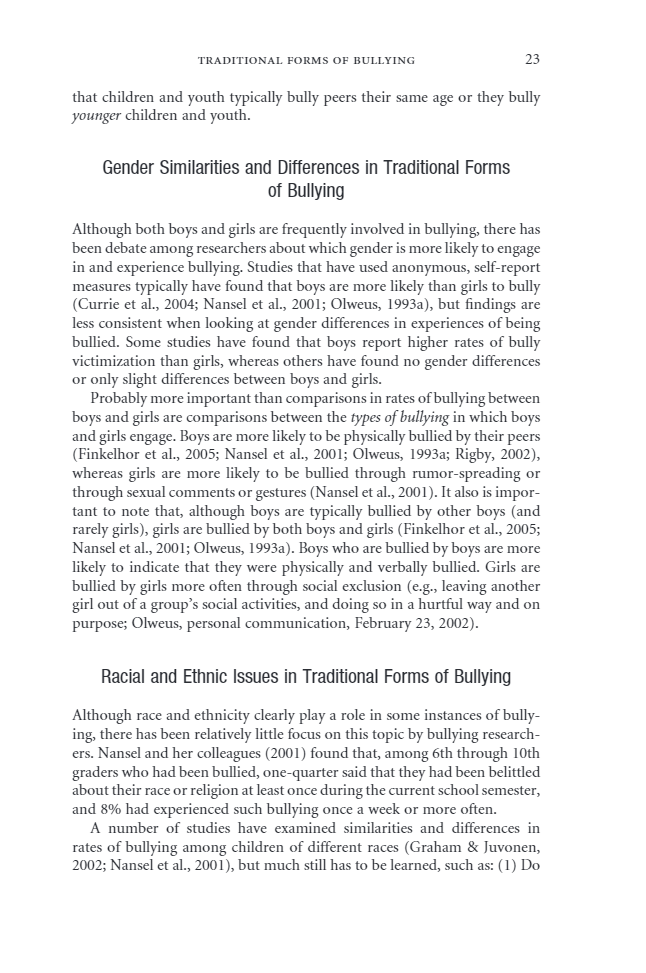 TRADITIONAL FORMS OF BULLYING 23
that children and youth typically bully peers their same age or they bully
younger children and youth.
Gender Similarities and Differences in Traditional Forms
of Bullying
Although both boys and girls are frequently involved in bullying, there has
been debate among researchers about which gender is more likely to engage
in and experience bullying. Studies that have used anonymous, self-report
measures typically have found that boys are more likely than girls to bully
(Currie et al., 2004; Nansel et al., 2001; Olweus, 1993a), but findings are
less consistent when looking at gender differences in experiences of being
bullied. Some studies have found that boys report higher rates of bully
victimization than girls, whereas others have found no gender differences
or only slight differences between boys and girls.
Probably more important than comparisons in rates of bullying between
boys and girls are comparisons between the types of bullying in which boys
and girls engage. Boys are more likely to be physically bullied by their peers
(Finkelhor et al., 2005; Nansel et al., 2001; Olweus, 1993a; Rigby, 2002),
whereas girls are more likely to be bullied through rumor-spreading or
through sexual comments or gestures (Nansel et al., 2001). It also is impor-
tant to note that, although boys are typically bullied by other boys (and
rarely girls), girls are bullied by both boys and girls (Finkelhor et al., 2005;
Nansel et al., 2001; Olweus, 1993a). Boys who are bullied by boys are more
likely to indicate that they were physically and verbally bullied. Girls are
bullied by girls more often through social exclusion (e.g., leaving another
girl out of a group's social activities, and doing so in a hurtful way and on
purpose; Olweus, personal communication, February 23, 2002).
Racial and Ethnic Issues in Traditional Forms of Bullying
Although race and ethnicity clearly play a role in some instances of bully-
ing, there has been relatively little focus on this topic by bullying research-
ers. Nansel and her colleagues (2001) found that, among 6th through 10th
graders who had been bullied, one-quarter said that they had been belittled
about their race or religion at least once during the current school semester,
and 8% had experienced such bullying once a week or more often.
A number of studies have examined similarities and differences in
rates of bullying among children of different races (Graham & Juvonen,
2002; Nansel et al., 2001), but much still has to be learned, such as: (1) Do